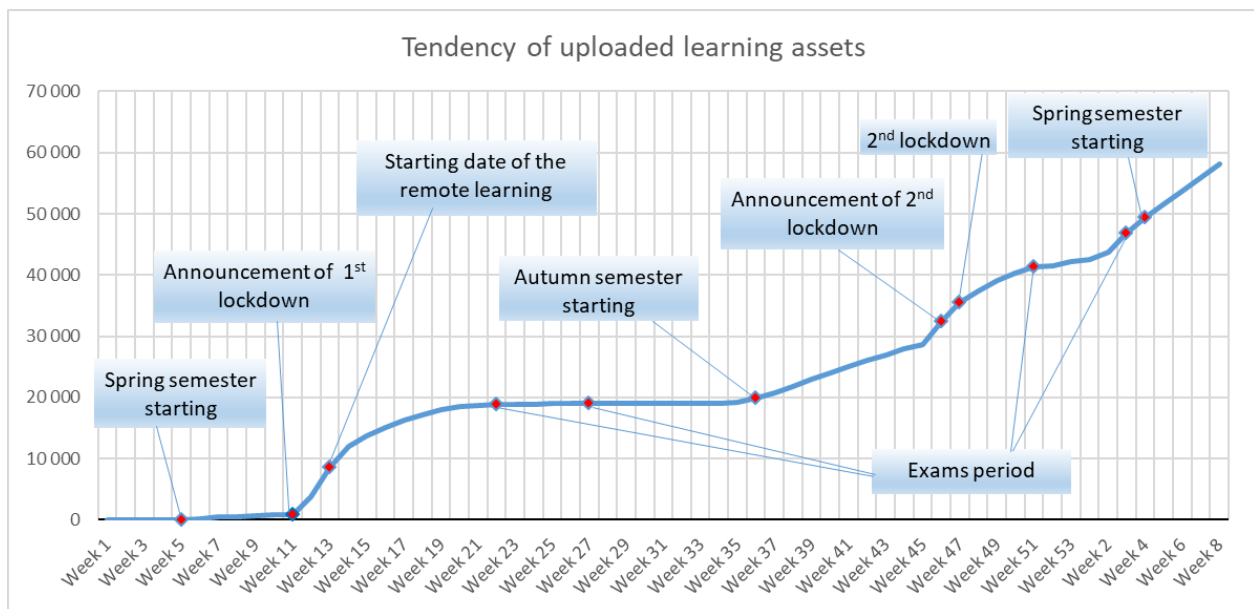 Tendency of uploaded learning assets
70 000
60 000
50 000
40 000
30 000
20 000
10 000
0
Spring semester
starting
Announcement of 1st
lockdown
Starting date of the
remote learning
Autumn semester
starting
Announcement of 2nd
lockdown
2nd lockdown
Spring semester
starting
Exams period
Week 1
Week 3
Week 5
Week 7
Week 9
Week 11
Week 13
Week 15
Week 17
Week 19
Week 21
Week 23
Week 25
Week 27
Week 29
Week 31
Week 33
Week 35
Week 37
Week 39
Week 41
Week 43
Week 45
Week 47
Week 49
Week 51
Week 53
Week 2
Week 4
Week 6
Week 8